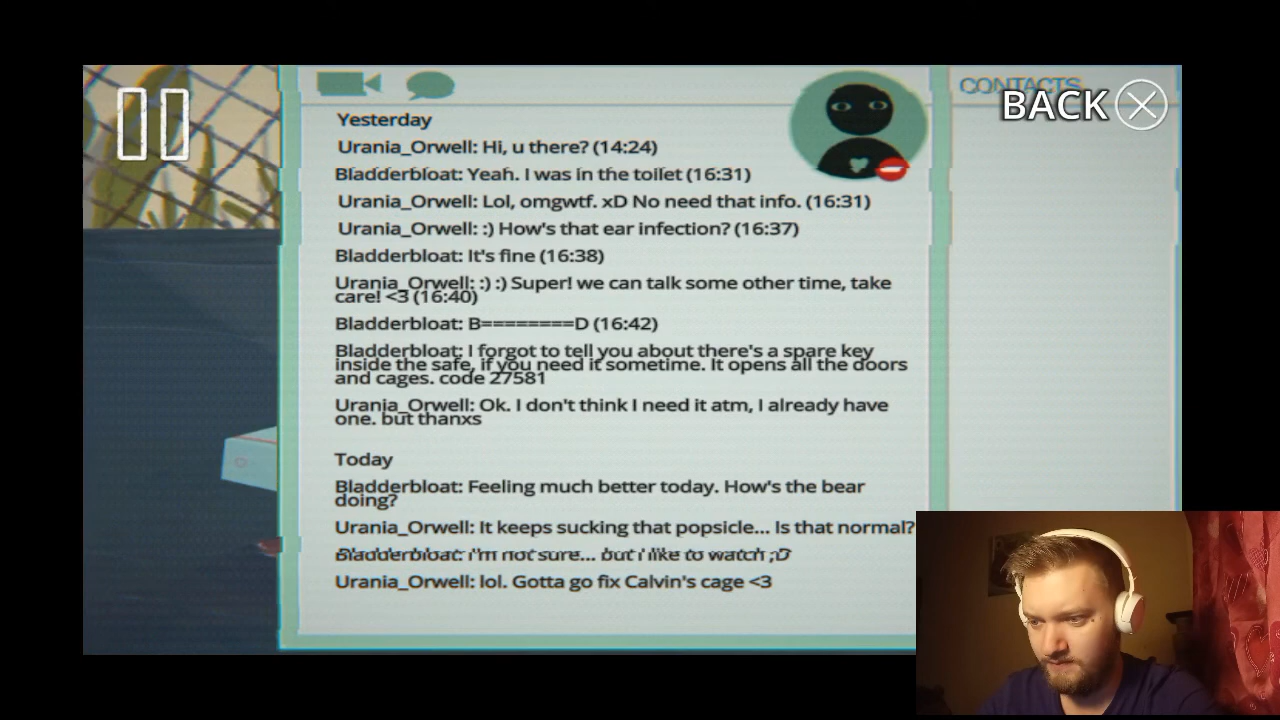 CONTACTS
BACK
Yesterday
Urania_Orwell: Hi, u there? (14:24)
Bladderbloat: Yeah. I was in the toilet (16:31)
Urania_Orwell: Lol, omgwtf. xD No need that info. (16:31)
Urania_Orwell: :) How's that ear infection? (16:37)
Bladderbloat: It's fine (16:38)
Urania_Orwell: :) :) Super! we can talk some other time, take
care! <3 (16:40)
Bladderbloat: B========D (16:42)
Bladderbloat: I forgot to tell you about there's a spare key
inside the safe, if you need it sometime. It opens all the doors
and cages. code 27581
Urania_Orwell: Ok. I don't think I need it atm, I already have
one. but thanxs
Today
Bladderbloat: Feeling much better today. How's the bear
doing?
Urania_Orwell: It keeps sucking that popsicle... Is that normal?
Bladderbloat: i'm not sure... but i like to watch ;D
Urania_Orwell: lol. Gotta go fix Calvin's cage <3